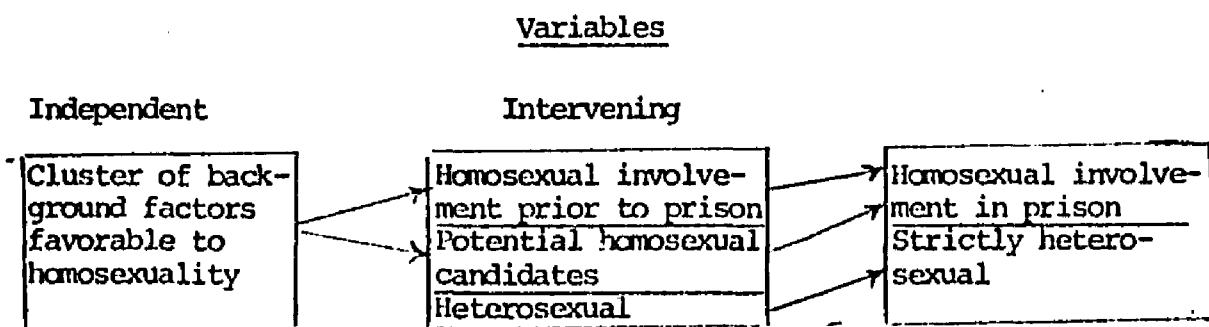 Variables
Independent Intervening
Cluster of back-
ground factors
favorable to
homosexuality
Homosexual involve-
ment prior to prison
Potential homosexual
candidates
Heterosexual
Homosexual involve-
ment in prison
Strictly hetero-
sexual